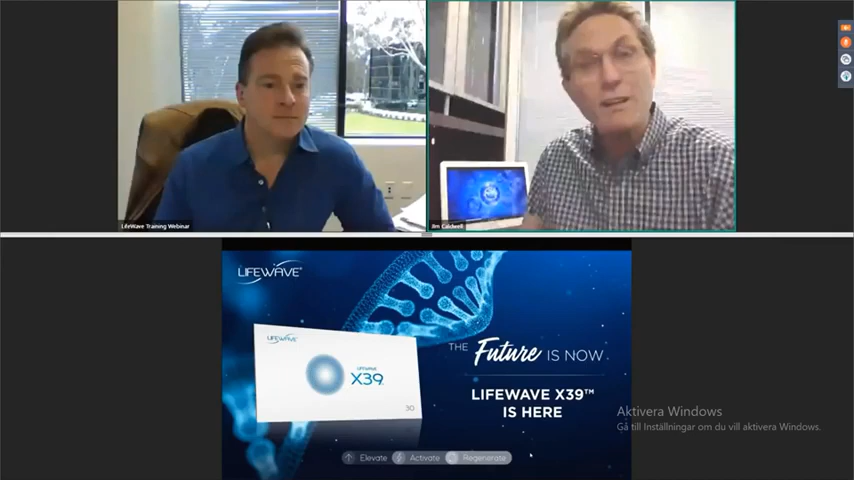 LifeWave Training Webinar
Jim Caldwell
LIFEWAVE
LIFEWAVE
LIFEWAVE
X39
30
THE Future IS NOW
LIFEWAVE X39™
IS HERE
Elevate Activate Regenerate
Aktivera Windows
Gå till Inställningar om du vill aktivera Windows.